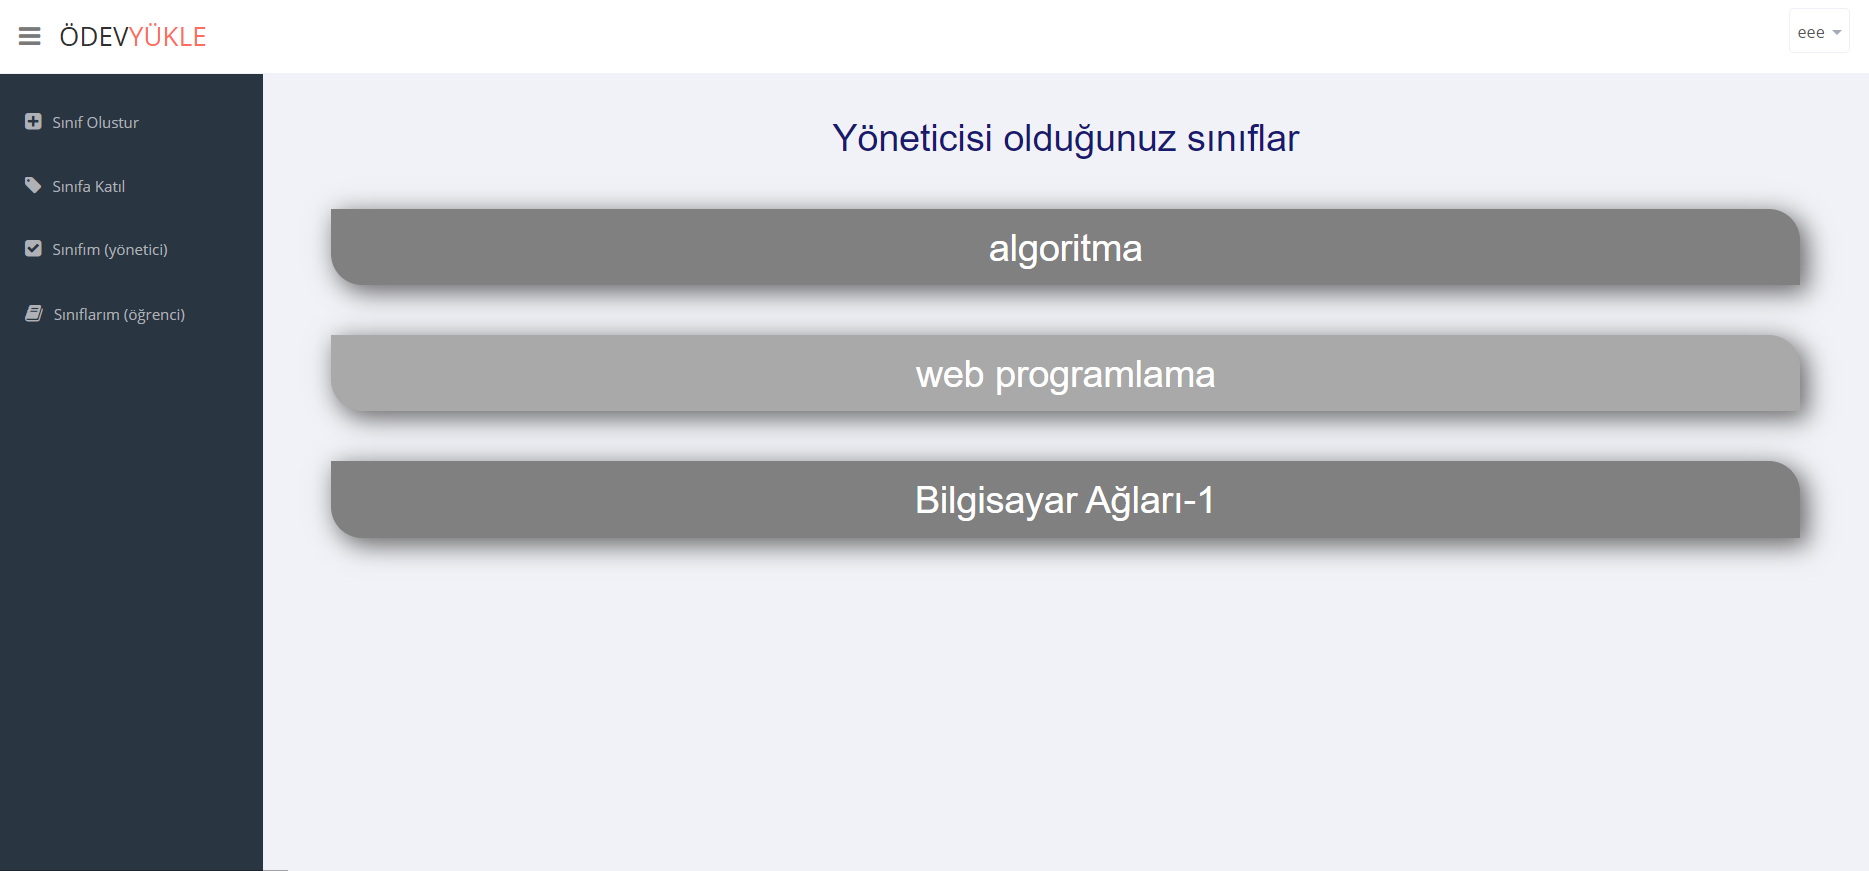 ÖDEVYÜKLE
eee
Sınıf Olustur
Sınıfa Katıl
Sınıfım (yönetici)
Sınıflarım (öğrenci)
Yöneticisi olduğunuz sınıflar
algoritma
web programlama
Bilgisayar Ağları-1